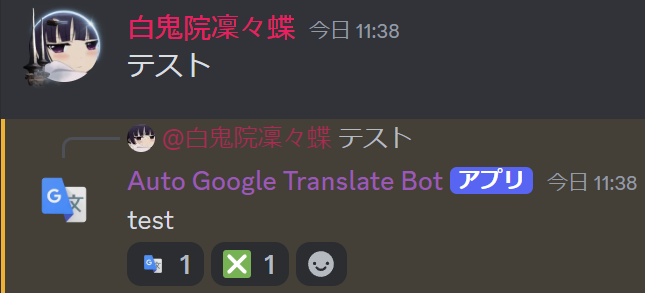 白鬼院凜々蝶 今日 11:38
テスト
@白鬼院凜々蝶 テスト
Auto Google Translate Bot アプリ 今日 11:38
G 文
test
1 1